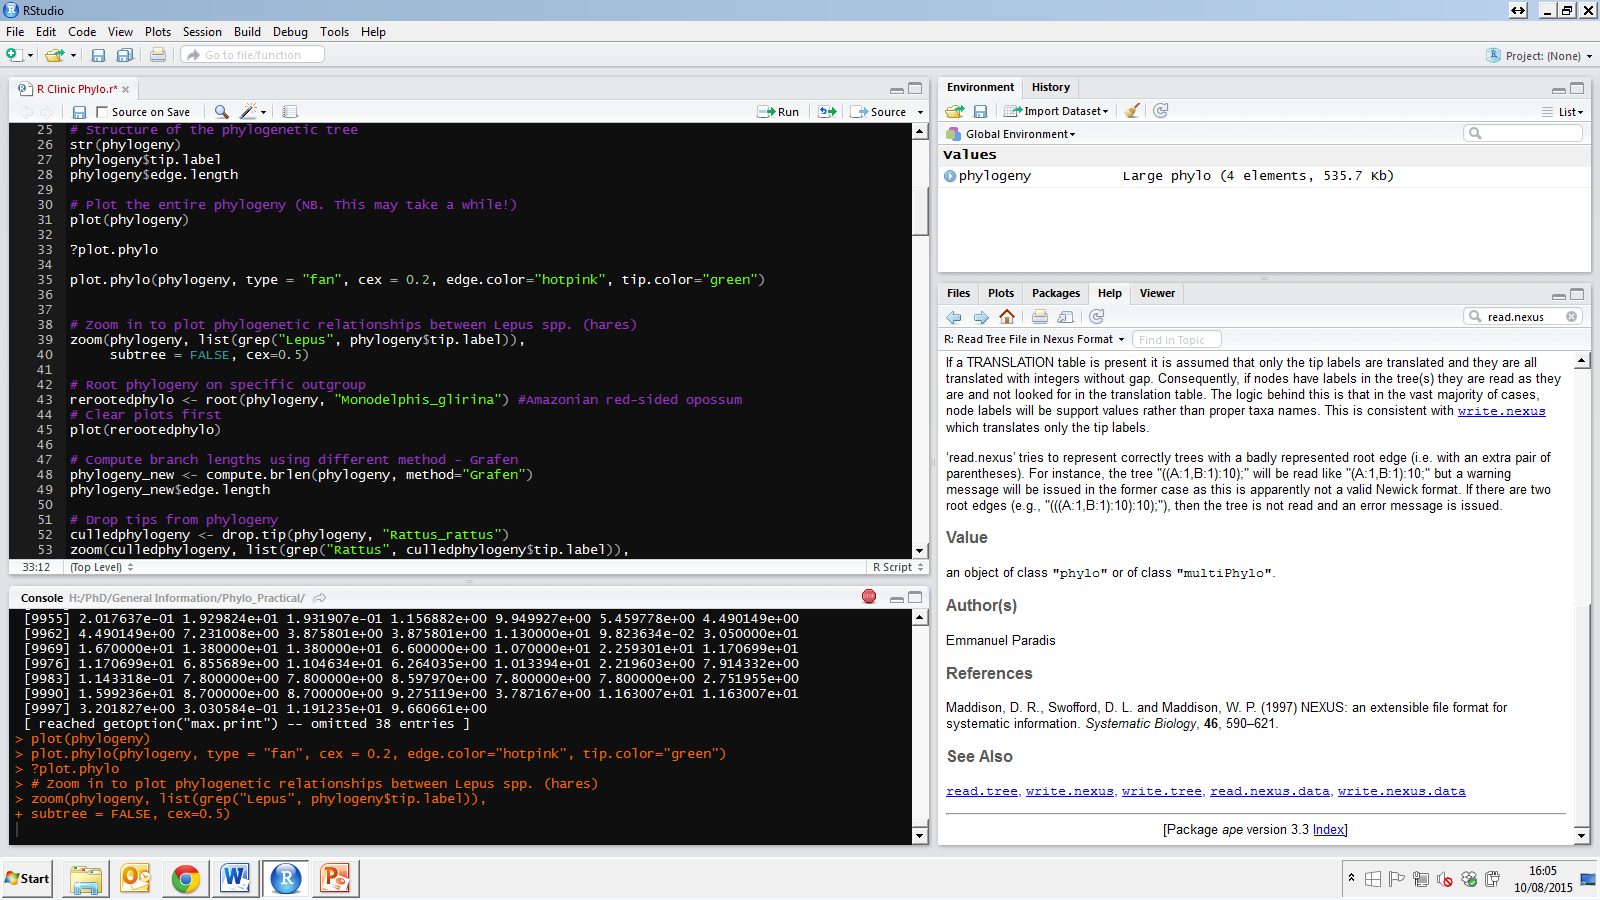 RStudio
File Edit Code View Plots Session Build Debug Tools Help
Go to file/function
Project: (None)
R Clinic Phylo.r*
Source on Save
Run
Source
25 # Structure of the phylogenetic tree
26 str(phylogeny)
27 phylogeny$tip.label
28 phylogeny$edge.length
29
30 # Plot the entire phylogeny (NB. This may take a while!)
31 plot(phylogeny)
32
33 ?plot.phylo
34
35 plot.phylo(phylogeny, type = "fan", cex = 0.2, edge.color="hotpink", tip.color="green")
36
37
38 # Zoom in to plot phylogenetic relationships between Lepus spp. (hares)
39 zoom(phylogeny, list(grep("Lepus", phylogeny$tip.label)),
40      subtree = FALSE, cex=0.5)
41
42 # Root phylogeny on specific outgroup
43 rerootedphylo <- root(phylogeny, "Monodelphis_glirina") #Amazonian red-sided opossum
44 # Clear plots first
45 plot(rerootedphylo)
46
47 # Compute branch lengths using different method - Grafen
48 phylogeny_new <- compute.brlen(phylogeny, method="Grafen")
49 phylogeny_new$edge.length
50
51 # Drop tips from phylogeny
52 culledphylogeny <- drop.tip(phylogeny, "Rattus_rattus")
53 zoom(culledphylogeny, list(grep("Rattus", culledphylogeny$tip.label)),
33:12 (Top Level) R Script
Console H:/PhD/General Information/Phylo_Practical/
STOP
[9955] 2.017637e-01 1.929824e+01 1.931907e-01 1.156882e+00 9.949927e+00 5.459778e+00 4.490149e+00
[9962] 4.490149e+00 7.231008e+00 3.875801e+00 3.875801e+00 1.130000e+01 9.823634e-02 3.050000e+01
[9969] 1.670000e+01 1.380000e+01 1.380000e+01 6.600000e+00 1.070000e+01 2.259301e+01 1.170699e+01
[9976] 1.170699e+01 6.855689e+00 1.104634e+01 6.264035e+00 1.013394e+01 2.219603e+00 7.914332e+00
[9983] 1.143318e-01 7.800000e+00 7.800000e+00 8.597970e+00 7.800000e+00 7.800000e+00 2.751955e+00
[9990] 1.599236e+01 8.700000e+00 8.700000e+00 9.275119e+00 3.787167e+00 1.163007e+01 1.163007e+01
[9997] 3.201827e+00 3.030584e-01 1.191235e+01 9.660661e+00
[ reached getOption("max.print") -- omitted 38 entries ]
> plot(phylogeny)
> plot.phylo(phylogeny, type = "fan", cex = 0.2, edge.color="hotpink", tip.color="green")
> ?plot.phylo
> # Zoom in to plot phylogenetic relationships between Lepus spp. (hares)
> zoom(phylogeny, list(grep("Lepus", phylogeny$tip.label)),
+ subtree = FALSE, cex=0.5)
Environment History
Import Dataset
List
Global Environment
Values
phylogeny Large phylo (4 elements, 535.7 Kb)
Files Plots Packages Help Viewer
read.nexus
R: Read Tree File in Nexus Format
Find in Topic
If a TRANSLATION table is present it is assumed that only the tip labels are translated and they are all
translated with integers without gap. Consequently, if nodes have labels in the tree(s) they are read as they
are and not looked for in the translation table. The logic behind this is that in the vast majority of cases,
node labels will be support values rather than proper taxa names. This is consistent with write.nexus
which translates only the tip labels.
‘read.nexus’ tries to represent correctly trees with a badly represented root edge (i.e. with an extra pair of
parentheses). For instance, the tree "((A:1,B:1):10);" will be read like "(A:1,B:1):10;" but a warning
message will be issued in the former case as this is apparently not a valid Newick format. If there are two
root edges (e.g., "(((A:1,B:1):10):10);"), then the tree is not read and an error message is issued.
Value
an object of class "phylo" or of class "multiPhylo".
Author(s)
Emmanuel Paradis
References
Maddison, D. R., Swofford, D. L. and Maddison, W. P. (1997) NEXUS: an extensible file format for
systematic information. Systematic Biology, 46, 590–621.
See Also
read.tree, write.nexus, write.tree, read.nexus.data, write.nexus.data
[Package ape version 3.3 Index]
Start
16:05
10/08/2015